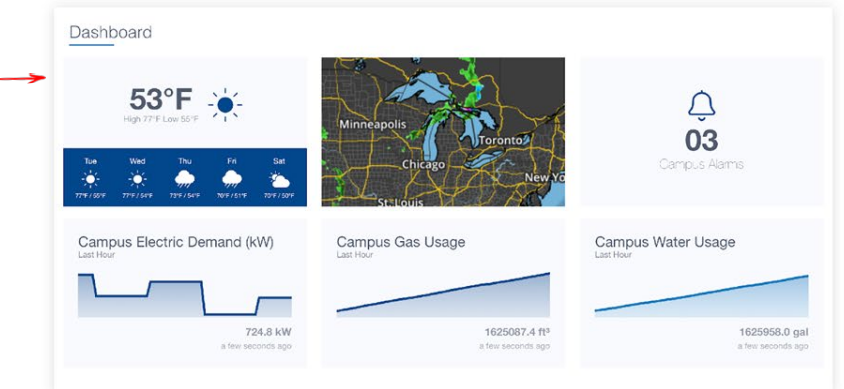 Dashboard
53°F
High 77°F Low 55°F
Tue Wed Thu Fri Sat
77°F / 55°F 77°F / 54°F 73°F / 54°F 70°F / 51°F 70°F / 50°F
Minneapolis
Toronto
Chicago
New Yo
St. Louis
03
Campus Alarms
Campus Electric Demand (kW)
Last Hour
724.8 kW
a few seconds ago
Campus Gas Usage
Last Hour
1625087.4 ft³
a few seconds ago
Campus Water Usage
Last Hour
1625958.0 gal
a few seconds ago